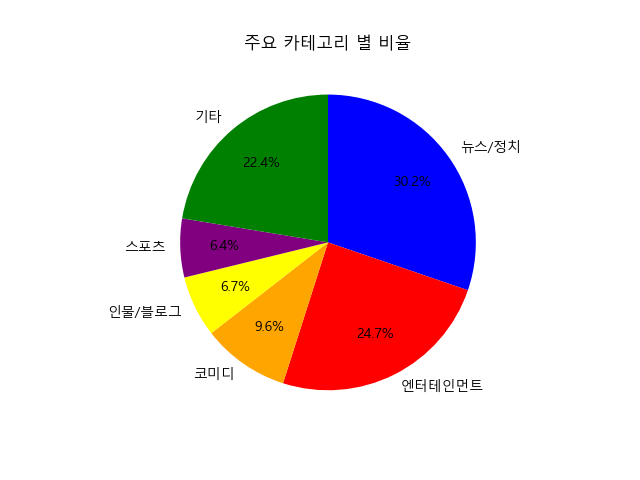 주요 카테고리 별 비율
기타
뉴스/정치
22.4%
30.2%
스포츠
6.4%
인물/블로그
6.7%
코미디
9.6%
24.7%
엔터테인먼트